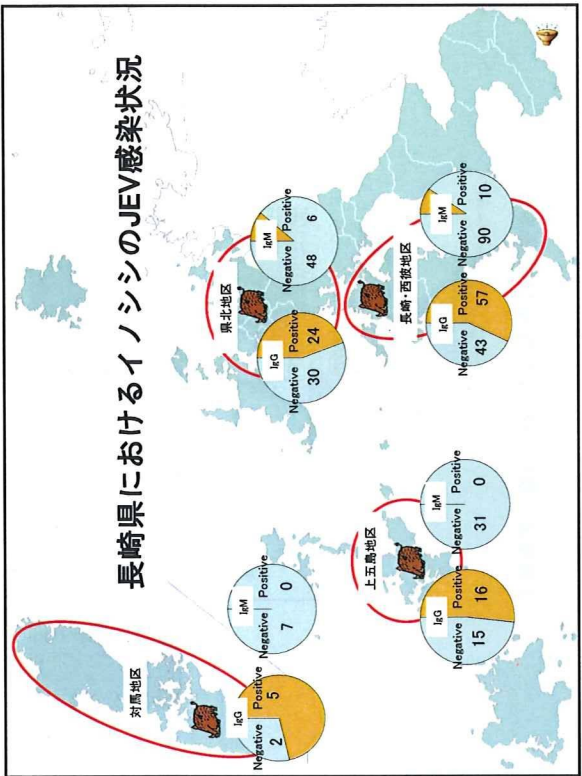 長崎県におけるイノシシのJEV感染状況
対馬地区
IgG
Negative Positive
2 5
IgM
Negative Positive
7 0
県北地区
IgG
Negative Positive
30 24
IgM
Negative Positive
48 6
上五島地区
IgG
Negative Positive
15 16
IgM
Negative Positive
31 0
長崎・西彼地区
IgG
Negative Positive
43 57
IgM
Negative Positive
90 10